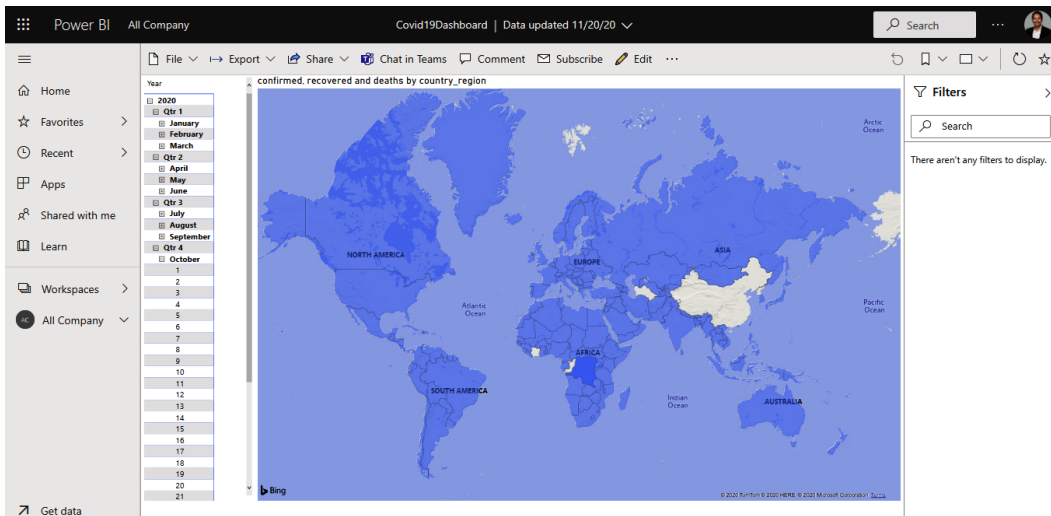 Power BI
All Company
Covid19Dashboard | Data updated 11/20/20
Search
File
Export
Share
Chat in Teams
Comment
Subscribe
Edit
Home
Favorites
Recent
Apps
Shared with me
Learn
Workspaces
AC
All Company
Get data
Year
2020
Qtr 1
January
February
March
Qtr 2
April
May
June
Qtr 3
July
August
September
Qtr 4
October
1
2
3
4
5
6
7
8
9
10
11
12
13
14
15
16
17
18
19
20
21
confirmed, recovered and deaths by country_region
Arctic
Ocean
NORTH AMERICA
EUROPE
ASIA
Atlantic
Ocean
Pacific
Ocean
AFRICA
SOUTH AMERICA
Indian
Ocean
AUSTRALIA
Bing
© 2020 TomTom © 2020 HERE, © 2020 Microsoft Corporation Terms
Filters
Search
There aren't any filters to display.